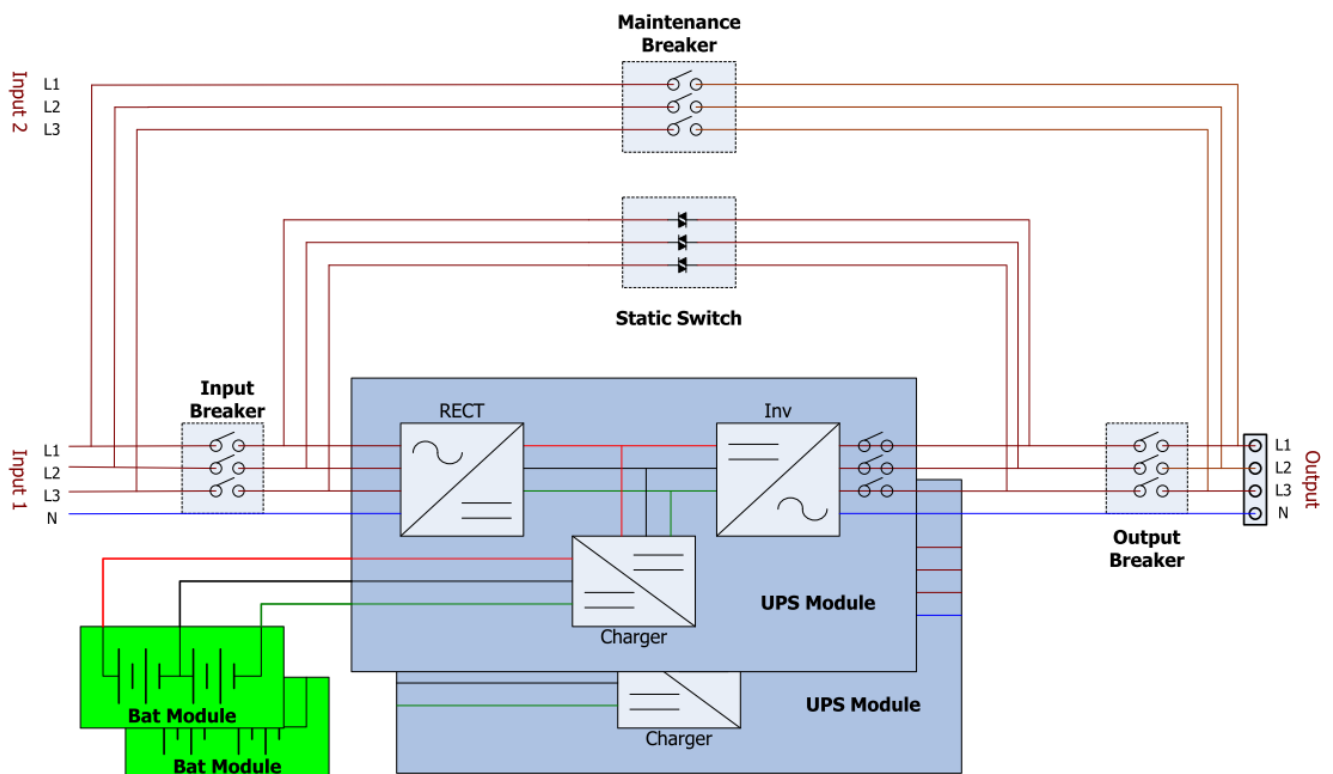 Maintenance
Breaker
Input 2
L1
L2
L3
Static Switch
Input
Breaker
RECT
Inv
Input 1
L1
L2
L3
N
L1
L2
L3
N
Output
Output
Breaker
UPS Module
Charger
UPS Module
Charger
Bat Module
Bat Module